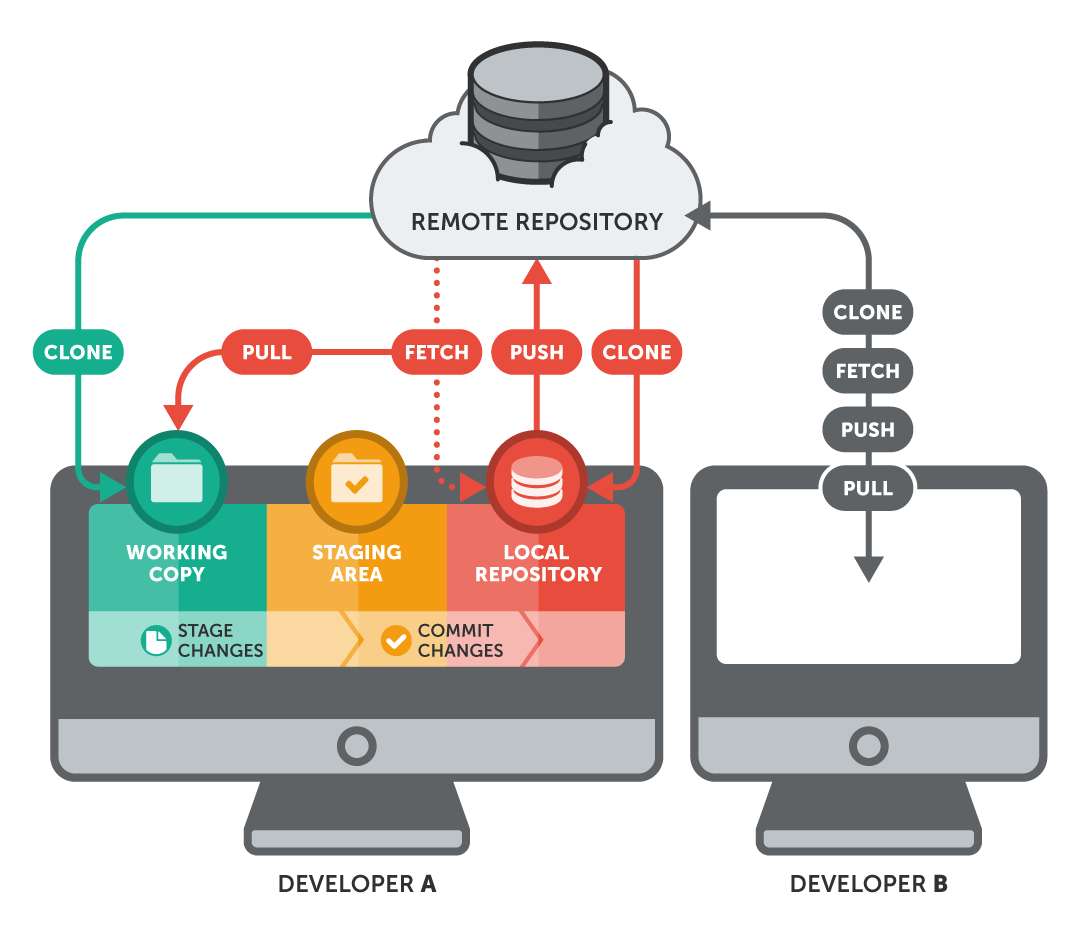 REMOTE REPOSITORY
CLONE
PULL
FETCH
PUSH
CLONE
WORKING
COPY
STAGING
AREA
LOCAL
REPOSITORY
STAGE
CHANGES
COMMIT
CHANGES
DEVELOPER A
CLONE
FETCH
PUSH
PULL
DEVELOPER B